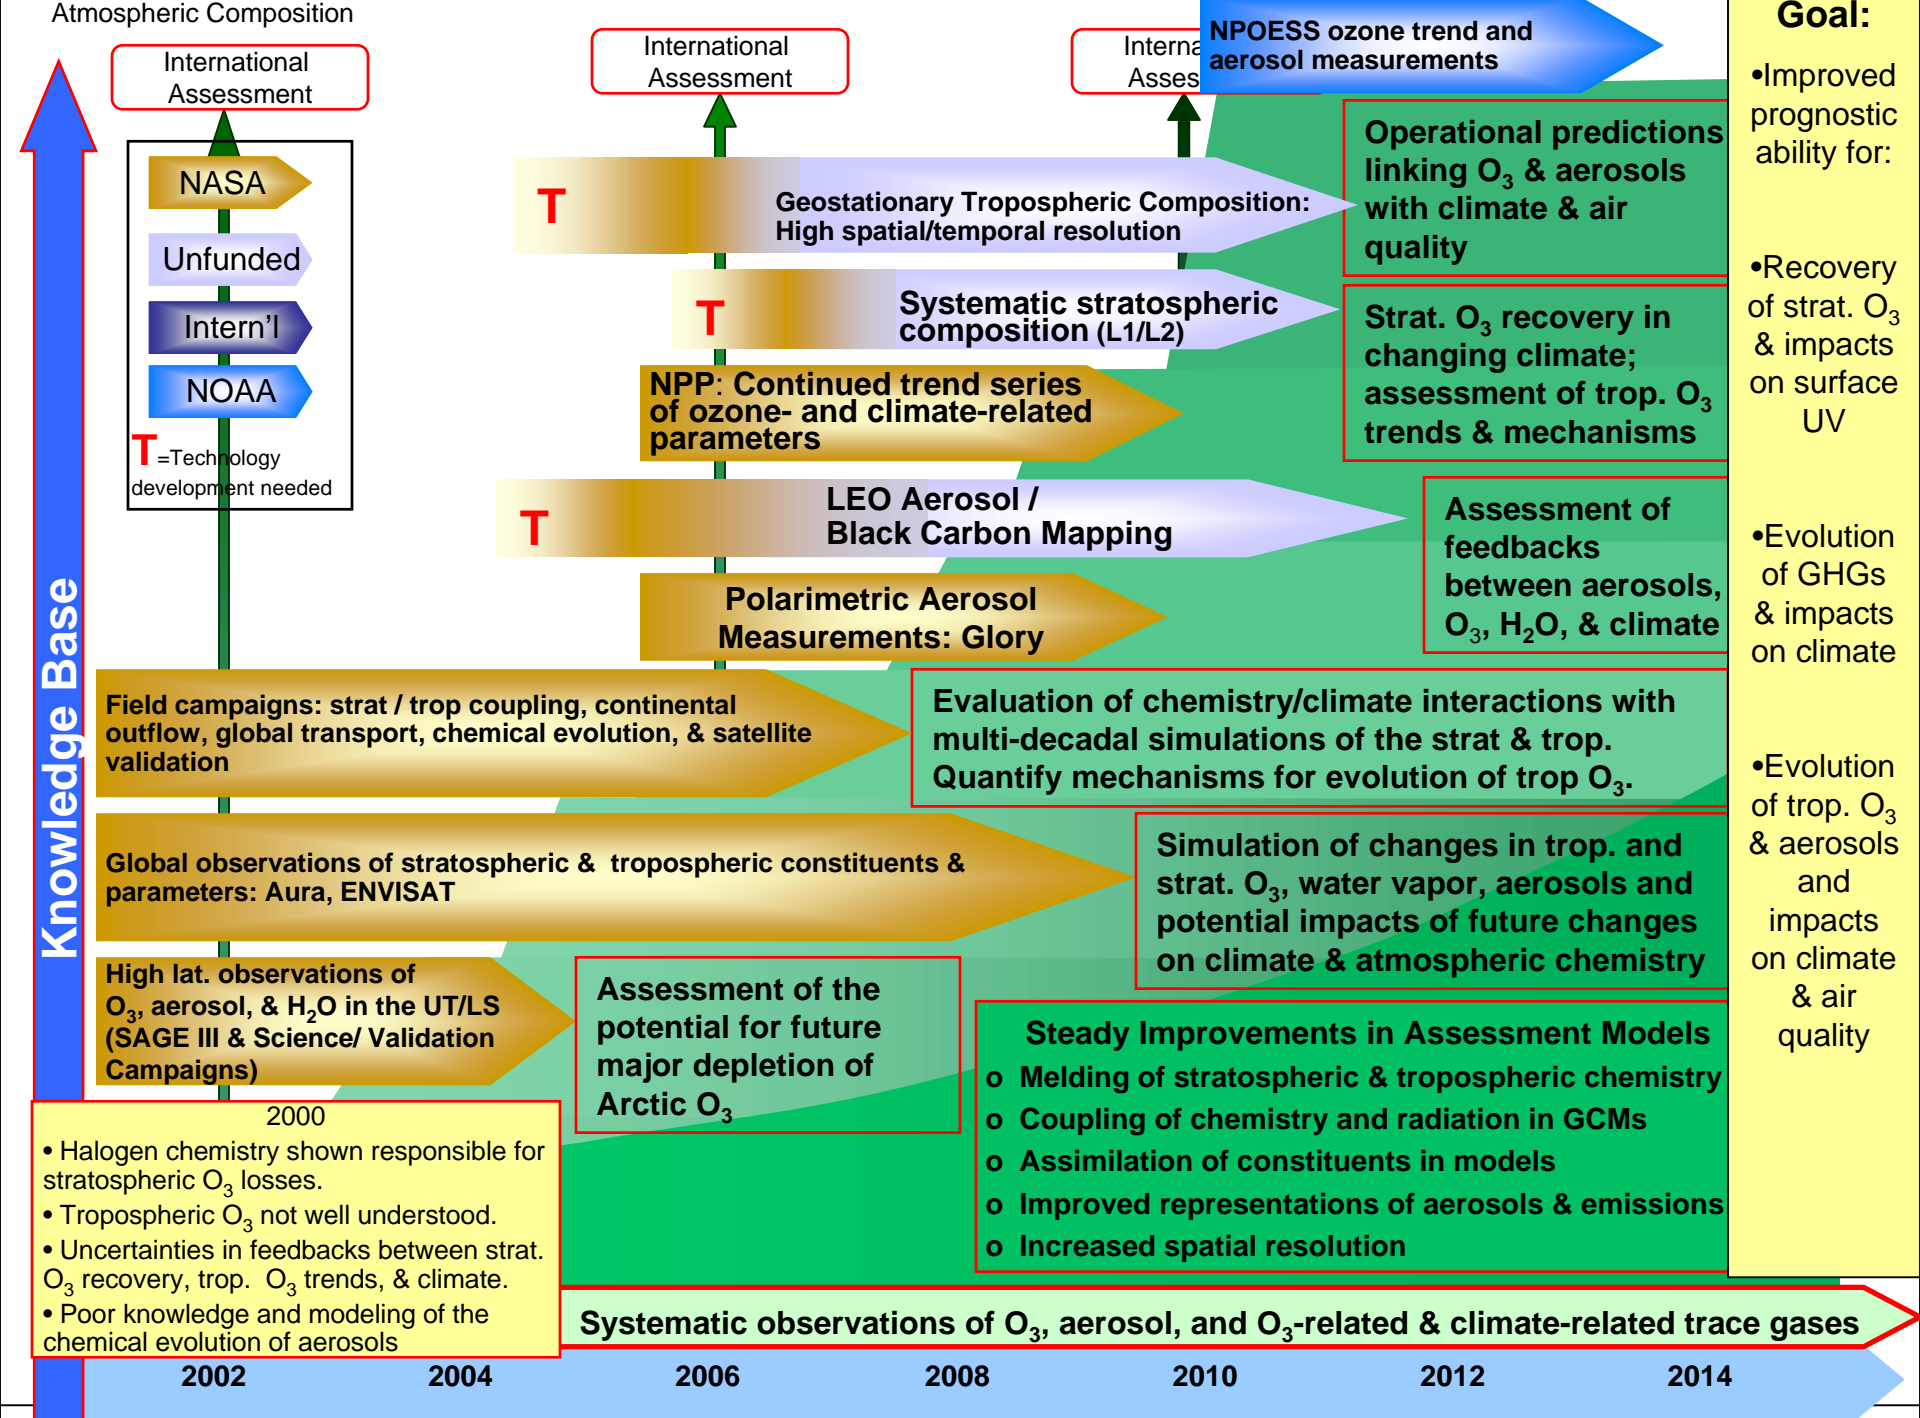 Atmospheric Composition
International
Assessment
International
Assessment
Interna
Asses
NPOESS ozone trend and
aerosol measurements
NASA
Unfunded
Intern'l
NOAA
T=Technology
development needed
T
Geostationary Tropospheric Composition:
High spatial/temporal resolution
T
Systematic stratospheric
composition (L1/L2)
NPP: Continued trend series
of ozone- and climate-related
parameters
T
LEO Aerosol /
Black Carbon Mapping
Polarimetric Aerosol
Measurements: Glory
Field campaigns: strat / trop coupling, continental
outflow, global transport, chemical evolution, & satellite
validation
Global observations of stratospheric & tropospheric constituents &
parameters: Aura, ENVISAT
High lat. observations of
O3, aerosol, & H2O in the UT/LS
(SAGE III & Science/ Validation
Campaigns)
Operational predictions
linking O3 & aerosols
with climate & air
quality
Strat. O3 recovery in
changing climate;
assessment of trop. O3
trends & mechanisms
Assessment of
feedbacks
between aerosols,
O3, H2O, & climate
Evaluation of chemistry/climate interactions with
multi-decadal simulations of the strat & trop.
Quantify mechanisms for evolution of trop O3.
Simulation of changes in trop. and
strat. O3, water vapor, aerosols and
potential impacts of future changes
on climate & atmospheric chemistry
Assessment of the
potential for future
major depletion of
Arctic O3
Steady Improvements in Assessment Models
o Melding of stratospheric & tropospheric chemistry
o Coupling of chemistry and radiation in GCMs
o Assimilation of constituents in models
o Improved representations of aerosols & emissions
o Increased spatial resolution
Goal:
•Improved
prognostic
ability for:
•Recovery
of strat. O3
& impacts
on surface
UV
•Evolution
of GHGs
& impacts
on climate
•Evolution
of trop. O3
& aerosols
and
impacts
on climate
& air
quality
Knowledge Base
2000
• Halogen chemistry shown responsible for
stratospheric O3 losses.
• Tropospheric O3 not well understood.
• Uncertainties in feedbacks between strat.
O3 recovery, trop. O3 trends, & climate.
• Poor knowledge and modeling of the
chemical evolution of aerosols
Systematic observations of O3, aerosol, and O3-related & climate-related trace gases
2002 2004 2006 2008 2010 2012 2014